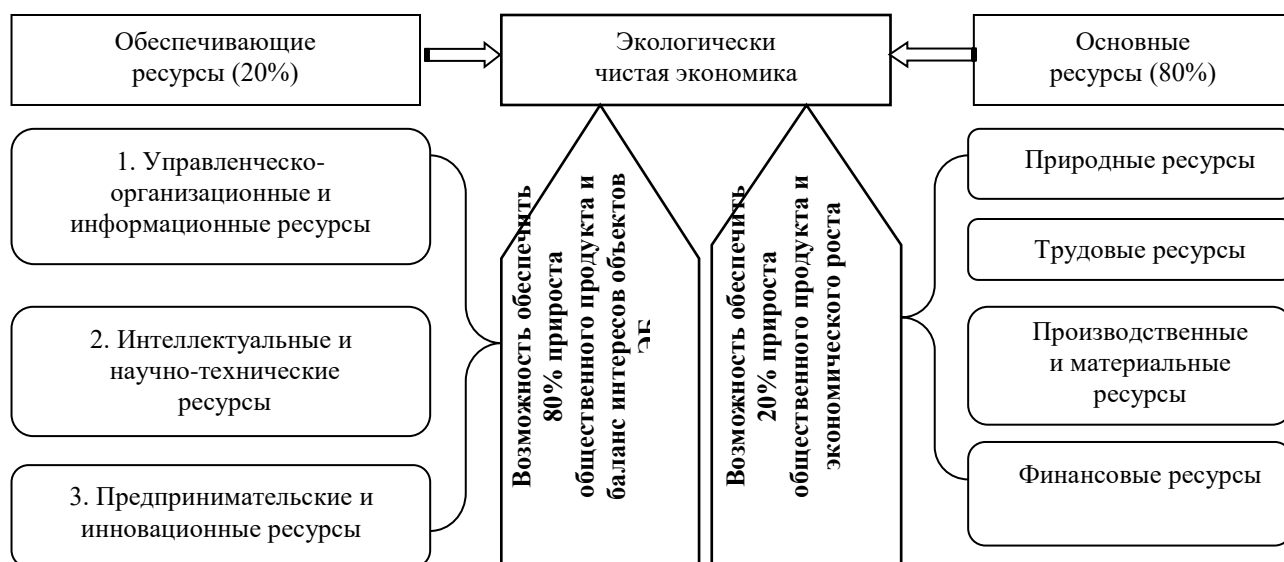 Обеспечивающие
ресурсы (20%)
Экологически
чистая экономика
Основные
ресурсы (80%)
1. Управленческо-
организационные и
информационные ресурсы
2. Интеллектуальные и
научно-технические
ресурсы
3. Предпринимательские и
инновационные ресурсы
Возможность обеспечить
80% прироста
общественного продукта и
баланс интересов объектов
Возможность обеспечить
20% прироста
общественного продукта и
экономического роста
Природные ресурсы
Трудовые ресурсы
Производственные
и материальные
ресурсы
Финансовые ресурсы